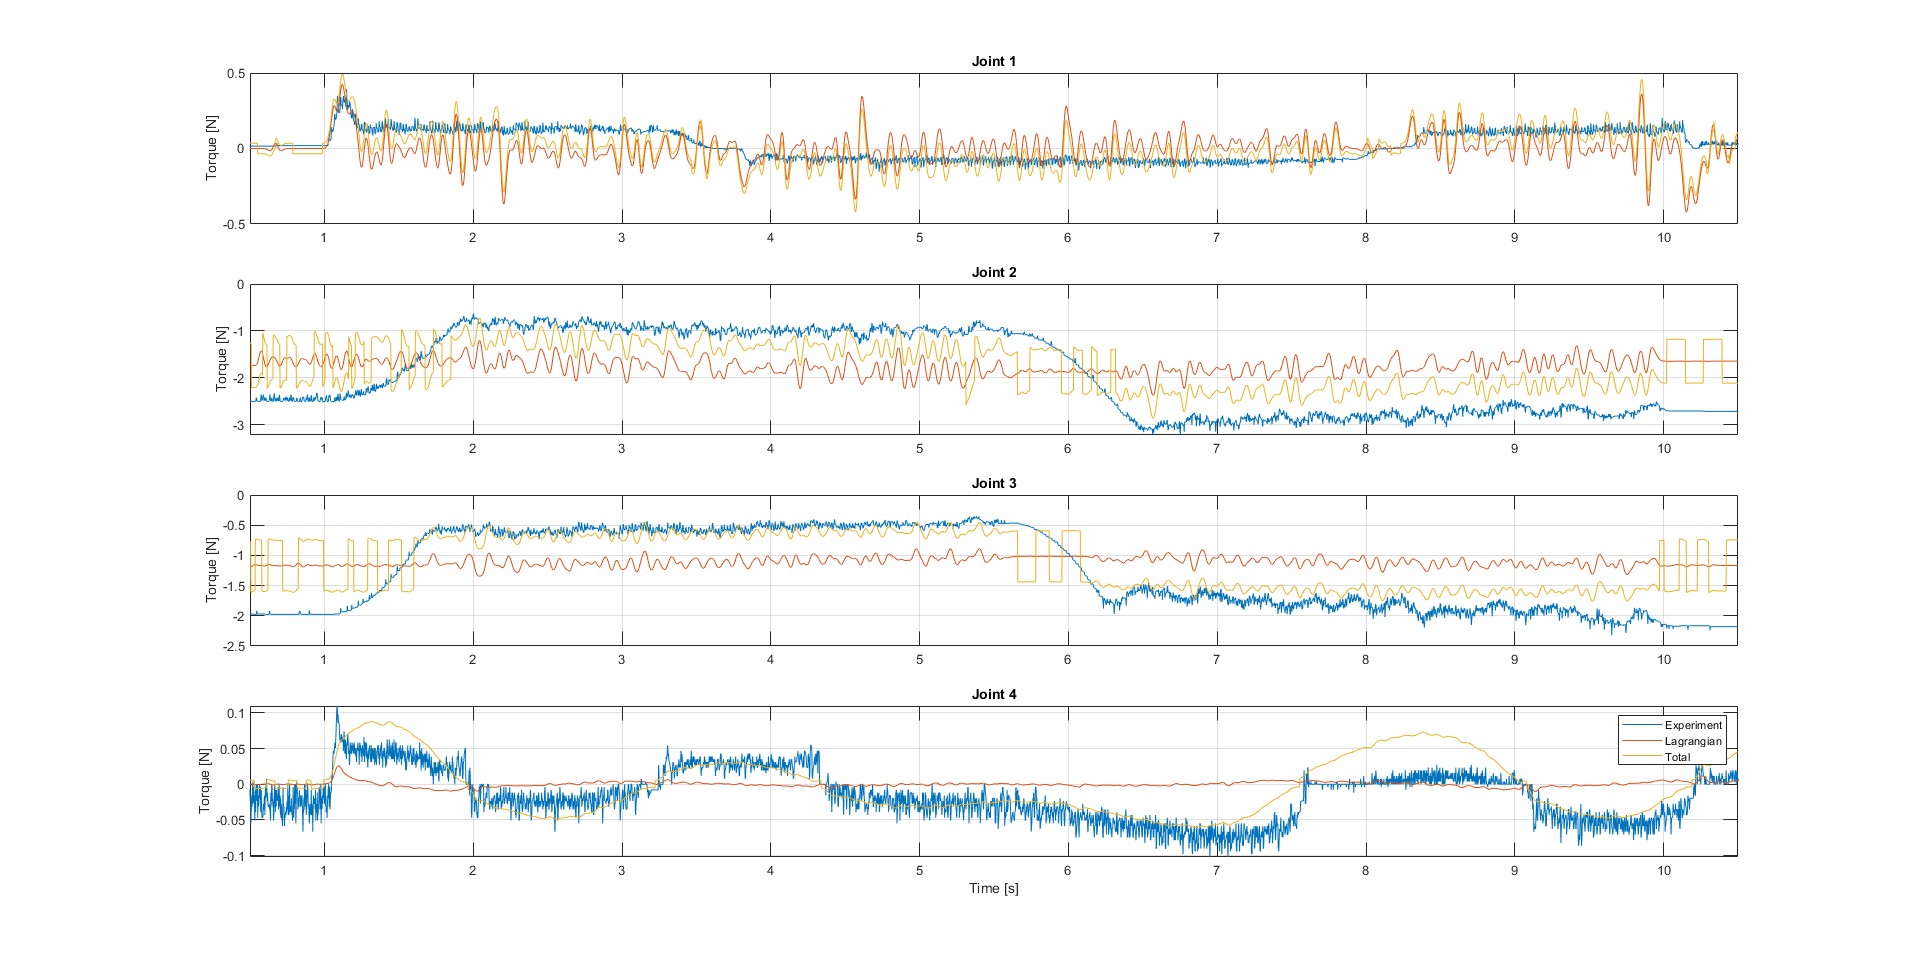 Joint 1
Torque [N]
0.5
0
-0.5
1 2 3 4 5 6 7 8 9 10
Joint 2
Torque [N]
0
-1
-2
-3
1 2 3 4 5 6 7 8 9 10
Joint 3
Torque [N]
0
-0.5
-1
-1.5
-2
-2.5
1 2 3 4 5 6 7 8 9 10
Joint 4
Torque [N]
0.1
0.05
0
-0.05
-0.1
Experiment
Lagrangian
Total
1 2 3 4 5 6 7 8 9 10
Time [s]